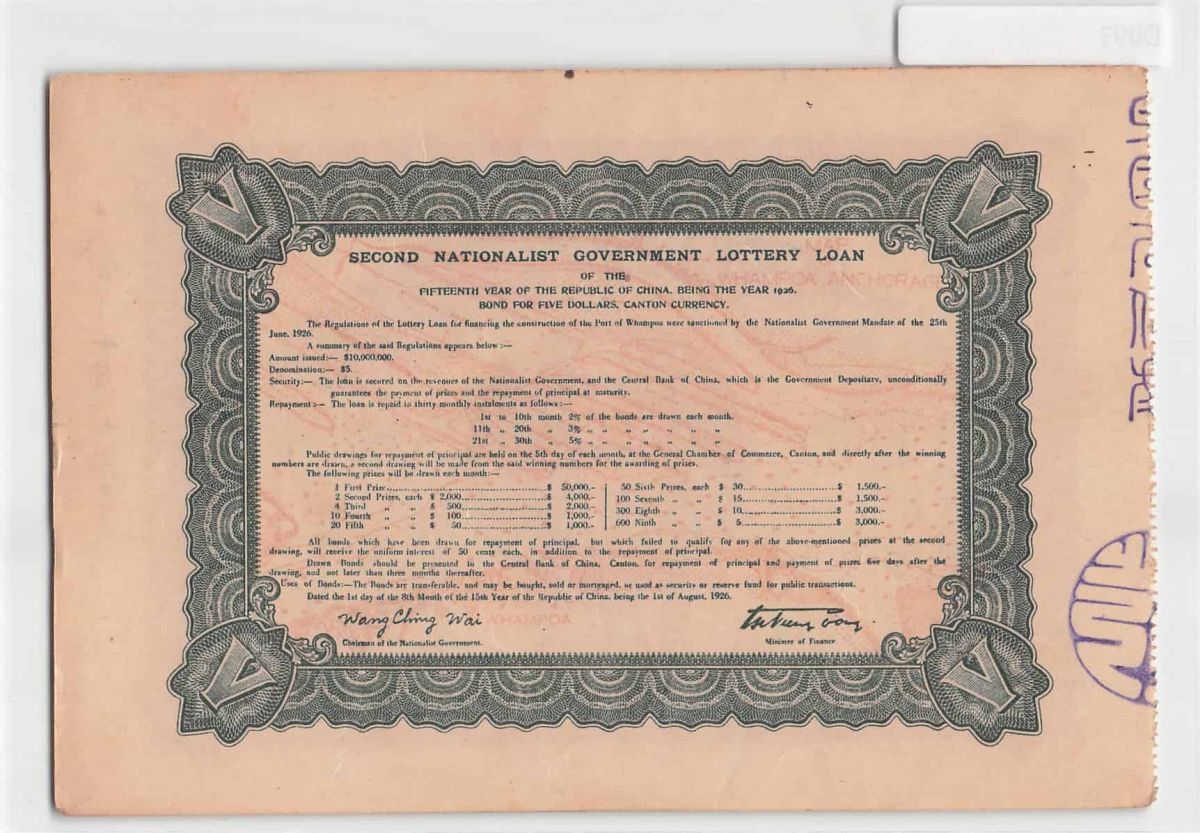 V V
SECOND NATIONALIST GOVERNMENT LOTTERY LOAN
OF THE
FIFTEENTH YEAR OF THE REPUBLIC OF CHINA, BEING THE YEAR 1926.
BOND FOR FIVE DOLLARS, CANTON CURRENCY.
The Regulations of the Lottery Loan for financing the construction of the Port of Whampoa were sanctioned by the Nationalist Government Mandate of the 25th
June, 1926.
A summary of the said Regulations appears below :—
Amount issued:— $10,000,000.
Denomination:— $5.
Security:— The loan is secured on the revenues of the Nationalist Government, and the Central Bank of China, which is the Government Depositary, unconditionally
guarantees the payment of prizes and the repayment of principal at maturity.
Repayment :— The loan is repaid in thirty monthly instalments as follows :—
1st to 10th month 2% of the bonds are drawn each month.
11th „ 20th „ 3% „ „ „ „ „ „ „
21st „ 30th „ 5% „ „ „ „ „ „ „
Public drawings for repayment of principal are held on the 5th day of each month, at the General Chamber of Commerce, Canton, and directly after the winning
numbers are drawn, a second drawing will be made from the said winning numbers for the awarding of prizes.
The following prizes will be drawn each month:—
1 First Prize..........$ 50,000.- 50 Sixth Prizes, each $ 30..........$ 1,500.-
2 Second Prizes, each $ 2,000..........$ 4,000.- 100 Seventh „ „ $ 15..........$ 1,500.-
4 Third „ „ $ 500..........$ 2,000.- 300 Eighth „ „ $ 10..........$ 3,000.-
10 Fourth „ „ $ 100..........$ 1,000.- 600 Ninth „ „ $ 5..........$ 3,000.-
20 Fifth „ „ $ 50..........$ 1,000.-
All bonds which have been drawn for repayment of principal, but which failed to qualify for any of the above-mentioned prizes at the second
drawing, will receive the uniform interest of 50 cents each, in addition to the repayment of principal.
Drawn Bonds should be presented to the Central Bank of China, Canton, for repayment of principal and payment of prizes five days after the
drawing, and not later than three months thereafter.
Uses of Bonds:—The Bonds are transferable, and may be bought, sold or mortgaged, or used as security or reserve fund for public transactions.
Dated the 1st day of the 8th Month of the 15th Year of the Republic of China, being the 1st of August, 1926.
Wang Ching Wai
Chairman of the Nationalist Government. Minister of Finance
V V